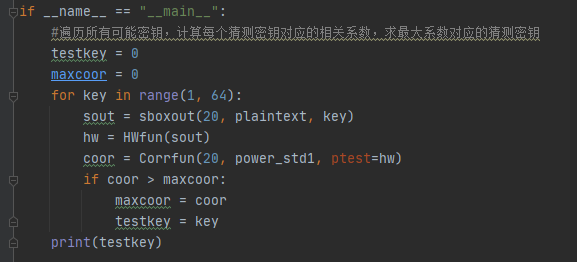 if __name__ == "__main__":
    #遍历所有可能密钥，计算每个猜测密钥对应的相关系数，求最大系数对应的猜测密钥
    testkey = 0
    maxcoor = 0
    for key in range(1, 64):
        sout = sboxout(20, plaintext, key)
        hw = HWfun(sout)
        coor = Corrfun(20, power_std1, ptest=hw)
        if coor > maxcoor:
            maxcoor = coor
            testkey = key
    print(testkey)